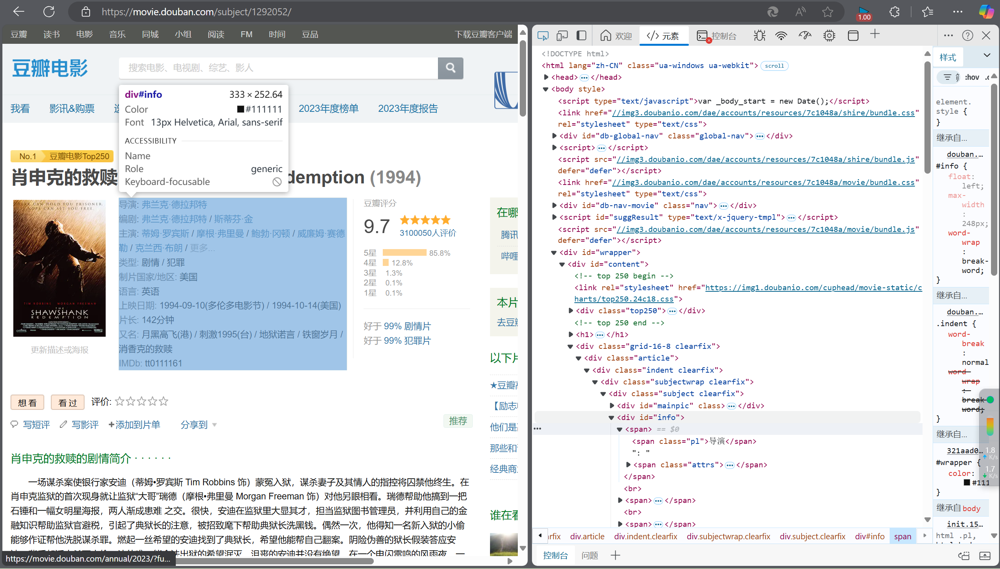 https://movie.douban.com/subject/1292052/
1.00
豆瓣 读书 电影 音乐 同城 小组 阅读 FM 时间 豆品 下载豆瓣客户端
豆瓣电影
搜索电影、电视剧、综艺、影人
div#info 333 × 252.64
Color #111111
Font 13px Helvetica, Arial, sans-serif
ACCESSIBILITY
Name
Role generic
Keyboard-focusable
我看 影讯&购票 2023年度榜单 2023年度报告
No.1 豆瓣电影Top250
肖申克的救赎 demption (1994)
FEAR CAN HOLD YOU PRISONER.
HOPE CAN SET YOU FREE.
TIM ROBBINS MORGAN FREEMAN
THE
SHAWSHANK
REDEMPTION
更新描述或海报
导演: 弗兰克·德拉邦特
编剧: 弗兰克·德拉邦特 / 斯蒂芬·金
主演: 蒂姆·罗宾斯 / 摩根·弗里曼 / 鲍勃·冈顿 / 威廉姆·赛德
勒 / 克兰西·布朗 / 更多...
类型: 剧情 / 犯罪
制片国家/地区: 美国
语言: 英语
上映日期: 1994-09-10(多伦多电影节) / 1994-10-14(美国)
片长: 142分钟
又名: 月黑高飞(港) / 刺激1995(台) / 地狱诺言 / 铁窗岁月 /
消香克的救赎
IMDb: tt0111161
豆瓣评分
9.7
3100050人评价
5星 85.8%
4星 12.8%
3星 1.3%
2星 0.1%
1星 0.1%
好于 99% 剧情片
好于 99% 犯罪片
在哪
腾讯
哔哩
本片
去豆瓣
以下片
★豆瓣高
【励志
他们是
那些和
经典商
谁在看
想看 看过 评价:
写短评 写影评 +添加到片单 分享到
推荐
肖申克的救赎的剧情简介 · · · · · ·
一场谋杀案使银行家安迪（蒂姆•罗宾斯 Tim Robbins 饰）蒙冤入狱，谋杀妻子及其情人的指控将囚禁他终生。在
肖申克监狱的首次现身就让监狱“大哥”瑞德（摩根•弗里曼 Morgan Freeman 饰）对他另眼相看。瑞德帮助他搞到一把
石锤和一幅女明星海报，两人渐成患难 之交。很快，安迪在监狱里大显其才，担当监狱图书管理员，并利用自己的金
融知识帮助监狱官避税，引起了典狱长的注意，被招致麾下帮助典狱长洗黑钱。偶然一次，他得知一名新入狱的小偷
能够作证帮他洗脱谋杀罪。燃起一丝希望的安迪找到了典狱长，希望他能帮自己翻案。阴险伪善的狱长假装答应安
https://movie.douban.com/annual/2023/?fu...
欢迎 </> 元素 控制台
<!DOCTYPE html>
<html lang="zh-CN" class="ua-windows ua-webkit"> scroll
<head>…</head>
<body style>
<script type="text/javascript">var _body_start = new Date();</script>
<link href="//img3.doubanio.com/dae/accounts/resources/7c1048a/shire/bundle.css"
rel="stylesheet" type="text/css">
<div id="db-global-nav" class="global-nav">…</div>
<script>…</script>
<script src="//img3.doubanio.com/dae/accounts/resources/7c1048a/shire/bundle.js"
defer="defer"></script>
<link href="//img3.doubanio.com/dae/accounts/resources/7c1048a/movie/bundle.css"
rel="stylesheet" type="text/css">
<div id="db-nav-movie" class="nav">…</div>
<script id="suggResult" type="text/x-jquery-tmpl">…</script>
<script src="//img3.doubanio.com/dae/accounts/resources/7c1048a/movie/bundle.js"
defer="defer"></script>
<div id="wrapper">
<div id="content">
<!-- top 250 begin -->
<link rel="stylesheet" href="https://img1.doubanio.com/cuphead/movie-static/c
harts/top250.24c18.css">
<div class="top250">…</div>
<!-- top 250 end -->
<h1>…</h1>
<div class="grid-16-8 clearfix">
<div class="article">
<div class="indent clearfix">
<div class="subjectwrap clearfix">
<div class="subject clearfix">
<div id="mainpic" class>…</div>
<div id="info">
<span> == $0
<span class="pl">导演</span>
": "
<span class="attrs">…</span>
</span>
<br>
<span>…</span>
<br>
<span>…</span>
rfix div.article div.indent.clearfix div.subjectwrap.clearfix div.subject.clearfix div#info span
控制台 问题
样式
:hov .c
element.
style {
}
继承自...
douban.…
#info {
float:
left;
max-
width
:
248px;
word-
wrap
:
break-
word;
}
继承自...
douban.…
.indent {
word-
break
:
normal
word-
wrap
:
break-
word;
}
继承自...
321aad0…
#wrapper {
color:
#111
}
继承自 body
init.15…
html .pl,
1.8
K/s
1.7
K/s